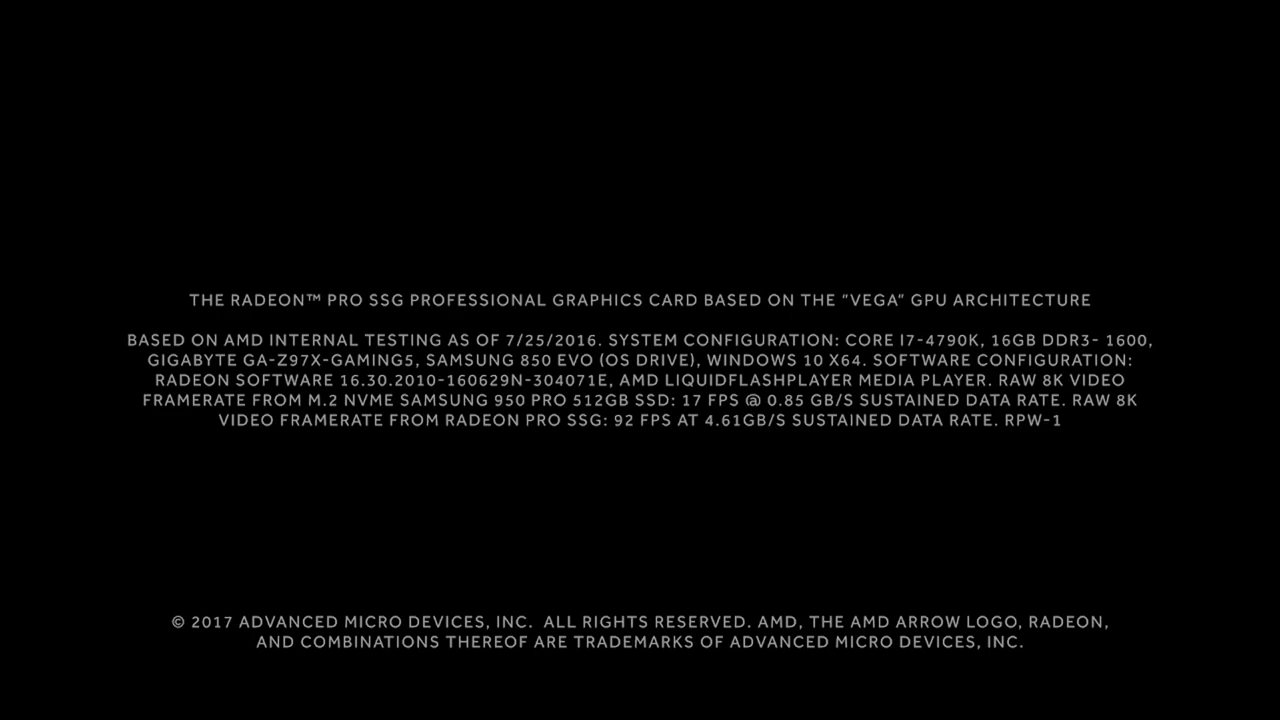 THE RADEON™ PRO SSG PROFESSIONAL GRAPHICS CARD BASED ON THE “VEGA” GPU ARCHITECTURE
BASED ON AMD INTERNAL TESTING AS OF 7/25/2016. SYSTEM CONFIGURATION: CORE I7-4790K, 16GB DDR3- 1600,
GIGABYTE GA-Z97X-GAMING5, SAMSUNG 850 EVO (OS DRIVE), WINDOWS 10 X64. SOFTWARE CONFIGURATION:
RADEON SOFTWARE 16.30.2010-160629N-304071E, AMD LIQUIDFLASHPLAYER MEDIA PLAYER. RAW 8K VIDEO
FRAMERATE FROM M.2 NVME SAMSUNG 950 PRO 512GB SSD: 17 FPS @ 0.85 GB/S SUSTAINED DATA RATE. RAW 8K
VIDEO FRAMERATE FROM RADEON PRO SSG: 92 FPS AT 4.61GB/S SUSTAINED DATA RATE. RPW-1
© 2017 ADVANCED MICRO DEVICES, INC.  ALL RIGHTS RESERVED. AMD, THE AMD ARROW LOGO, RADEON,
AND COMBINATIONS THEREOF ARE TRADEMARKS OF ADVANCED MICRO DEVICES, INC.